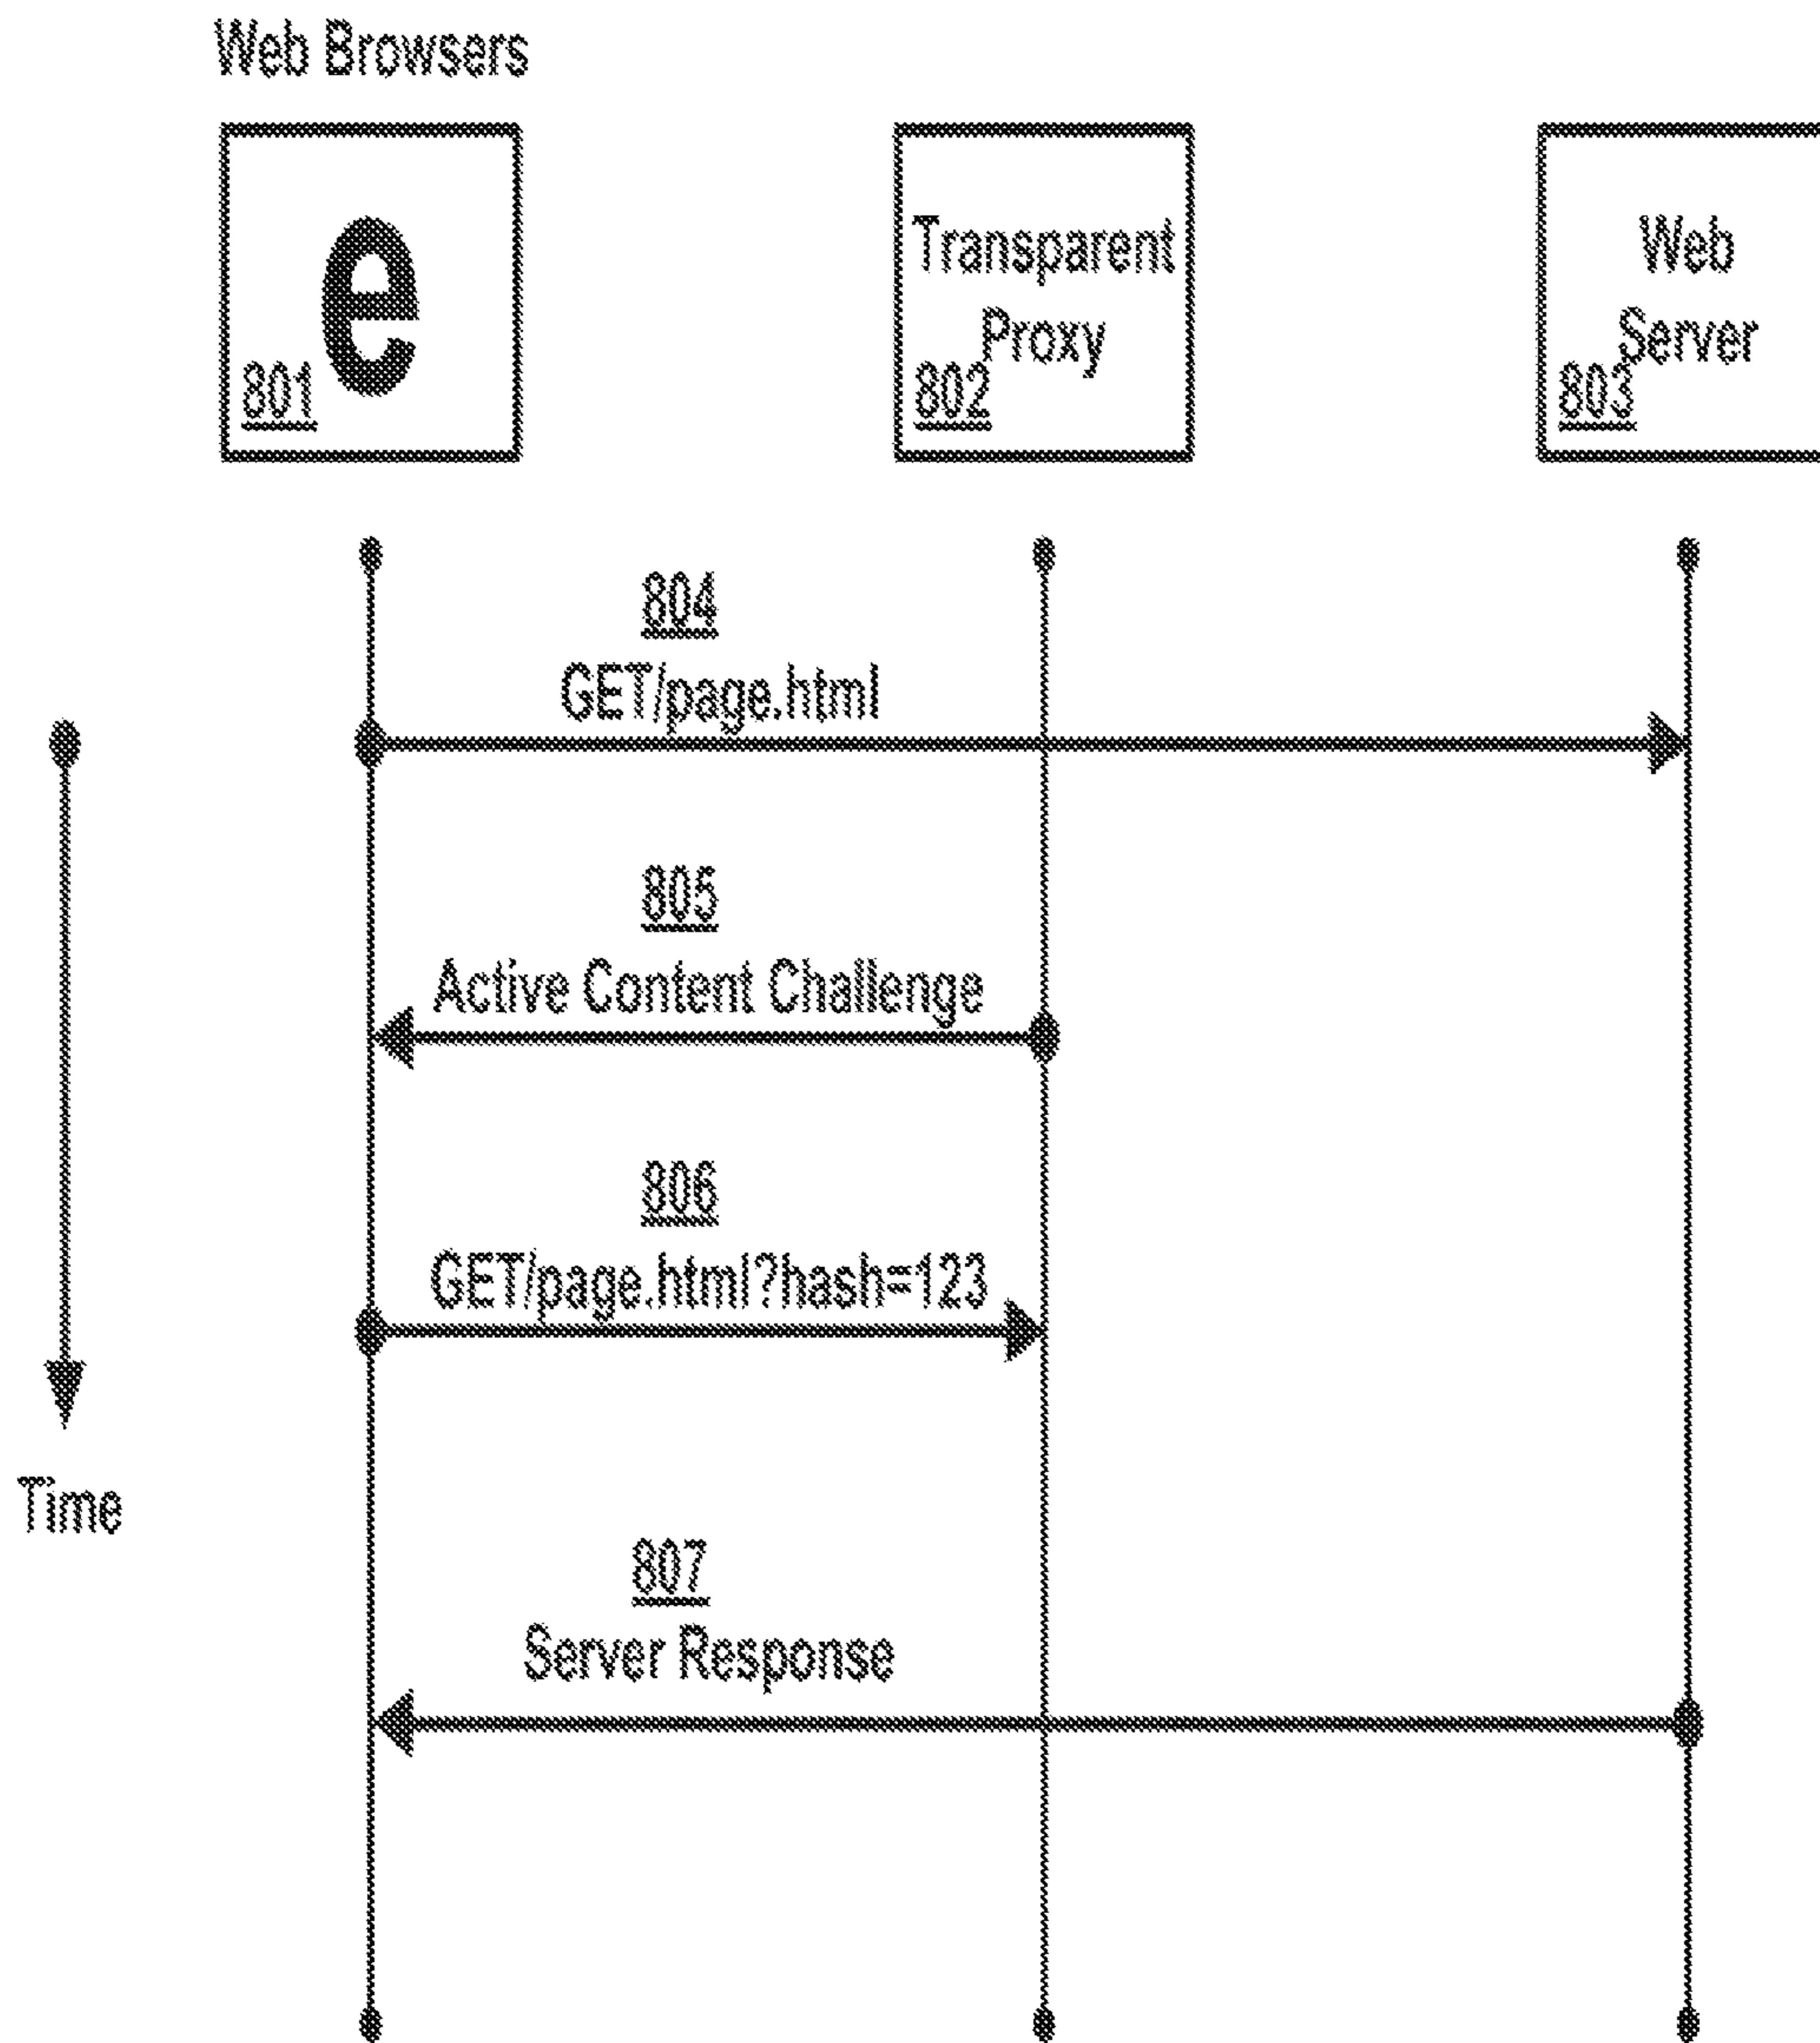 Web Browsers
e
801
Transparent
Proxy
802
Web
Server
803
804
GET/page.html
805
Active Content Challenge
806
GET/page.html?hash=123
Time
807
Server Response